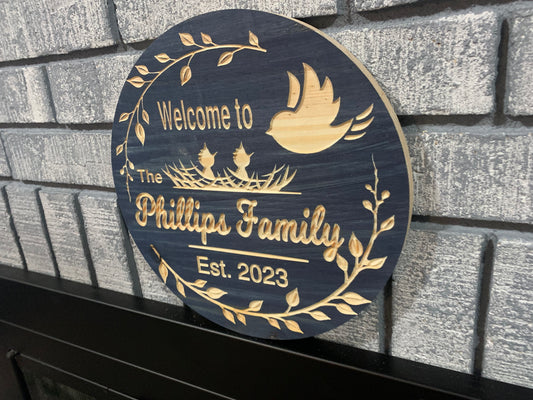 Welcome to
The
Phillips Family
Est. 2023